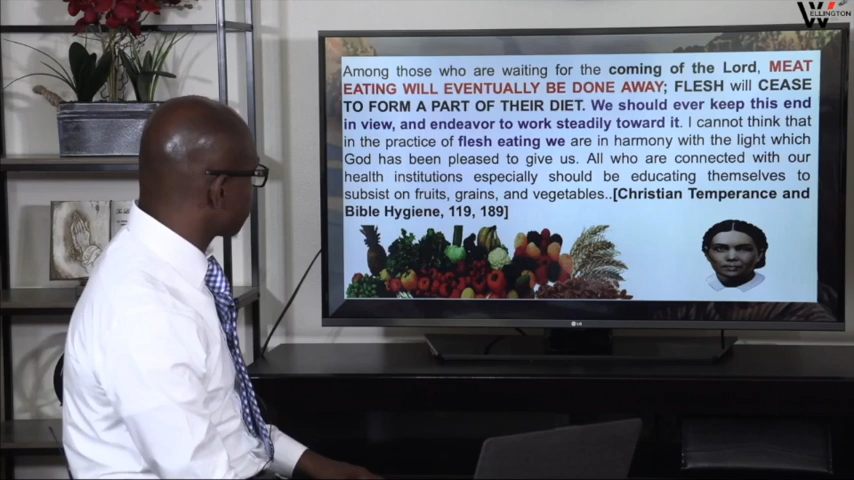 W
ELLINGTON
Among those who are waiting for the coming of the Lord, MEAT
EATING WILL EVENTUALLY BE DONE AWAY; FLESH will CEASE
TO FORM A PART OF THEIR DIET. We should ever keep this end
in view, and endeavor to work steadily toward it. I cannot think that
in the practice of flesh eating we are in harmony with the light which
God has been pleased to give us. All who are connected with our
health institutions especially should be educating themselves to
subsist on fruits, grains, and vegetables..[Christian Temperance and
Bible Hygiene, 119, 189]
LG